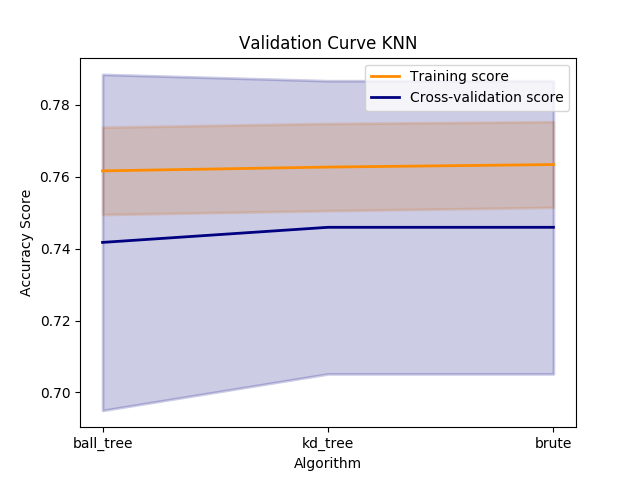 Validation Curve KNN
Training score
Cross-validation score
0.78
0.76
0.74
0.72
0.70
Accuracy Score
ball_tree
kd_tree
brute
Algorithm